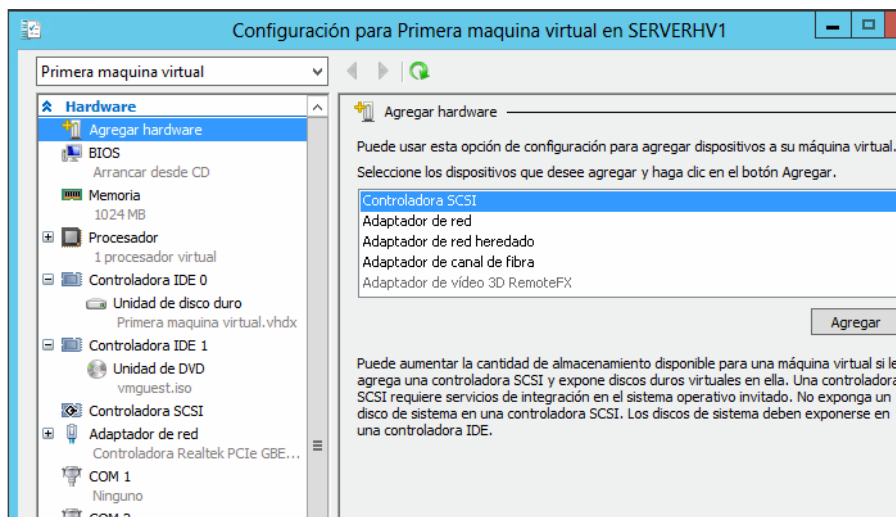 Configuración para Primera maquina virtual en SERVERHV1
Primera maquina virtual
Hardware
Agregar hardware
BIOS
Arrancar desde CD
Memoria
1024 MB
Procesador
1 procesador virtual
Controladora IDE 0
Unidad de disco duro
Primera maquina virtual.vhdx
Controladora IDE 1
Unidad de DVD
vmguest.iso
Controladora SCSI
Adaptador de red
Controladora Realtek PCIe GBE...
COM 1
Ninguno
COM 2
Agregar hardware
Puede usar esta opción de configuración para agregar dispositivos a su máquina virtual.
Seleccione los dispositivos que desee agregar y haga clic en el botón Agregar.
Controladora SCSI
Adaptador de red
Adaptador de red heredado
Adaptador de canal de fibra
Adaptador de vídeo 3D RemoteFX
Agregar
Puede aumentar la cantidad de almacenamiento disponible para una máquina virtual si le
agrega una controladora SCSI y expone discos duros virtuales en ella. Una controladora
SCSI requiere servicios de integración en el sistema operativo invitado. No exponga un
disco de sistema en una controladora SCSI. Los discos de sistema deben exponerse en
una controladora IDE.